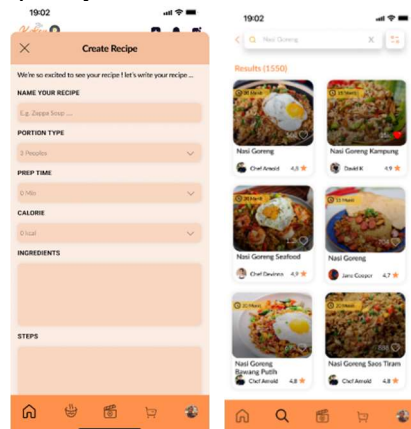 19:02
Create Recipe
We're so excited to see your recipe ! let's write your recipe ...
NAME YOUR RECIPE
E.g. Zuppa Soup ....
PORTION TYPE
3 Peoples
PREP TIME
0 Min
CALORIE
0 kcal
INGREDIENTS
STEPS
19:02
Nasi Goreng
X
Results (1550)
Nasi Goreng
Chef Arnold 4,8
Nasi Goreng Kampung
David K 4.9
Nasi Goreng Seafood
Chef Devinna 4,9
Nasi Goreng
Jane Cooper 4.7
Nasi Goreng
Bawang Putih
Chef Arnold 4.8
Nasi Goreng Saos Tiram
Chef Arnold 4.8